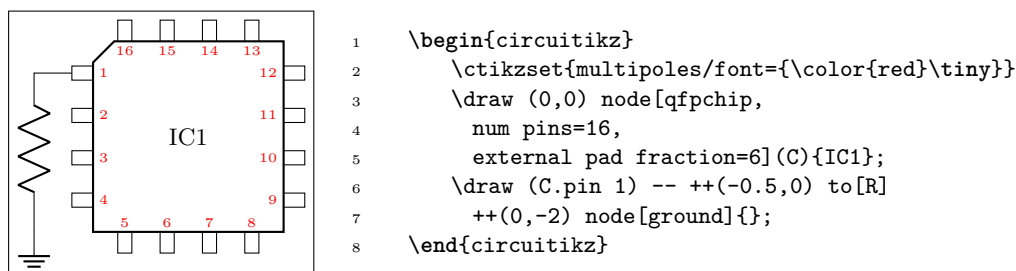 16 15 14 13
1 12
2 11
IC1
3 10
4 9
5 6 7 8
1 \begin{circuitikz}
2 \ctikzset{multipoles/font={\color{red}\tiny}}
3 \draw (0,0) node[qfpchip,
4 num pins=16,
5 external pad fraction=6](C){IC1};
6 \draw (C.pin 1) -- ++(-0.5,0) to[R]
7 ++(0,-2) node[ground]{};
8 \end{circuitikz}